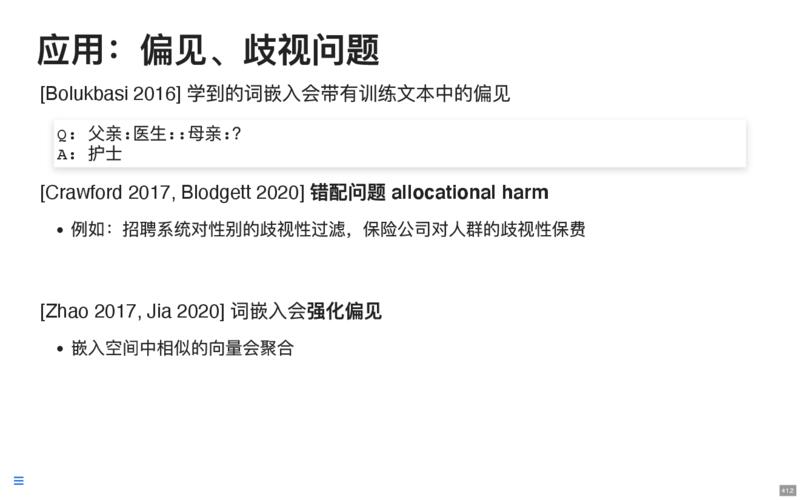 应用：偏见、歧视问题
[Bolukbasi 2016] 学到的词嵌入会带有训练文本中的偏见
Q: 父亲:医生::母亲:?
A: 护士
[Crawford 2017, Blodgett 2020] 错配问题 allocational harm
• 例如：招聘系统对性别的歧视性过滤，保险公司对人群的歧视性保费
[Zhao 2017, Jia 2020] 词嵌入会强化偏见
• 嵌入空间中相似的向量会聚合
41.2